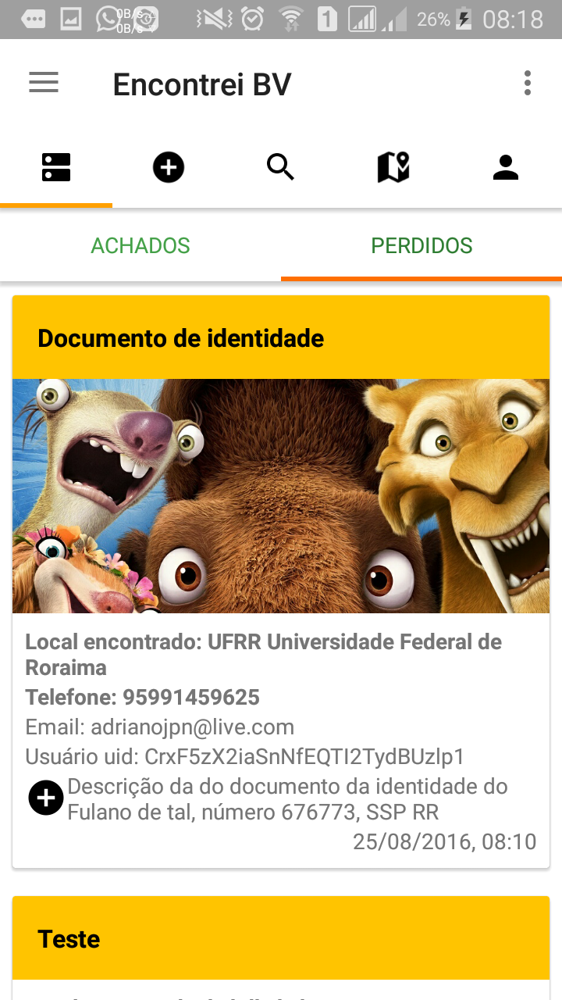 0B/s
0B/s
1
26%
08:18
Encontrei BV
ACHADOS
PERDIDOS
Documento de identidade
Local encontrado: UFRR Universidade Federal de
Roraima
Telefone: 95991459625
Email: adrianojpn@live.com
Usuário uid: CrxF5zX2iaSnNfEQTI2TydBUzlp1
Descrição da do documento da identidade do
Fulano de tal, número 676773, SSP RR
25/08/2016, 08:10
Teste